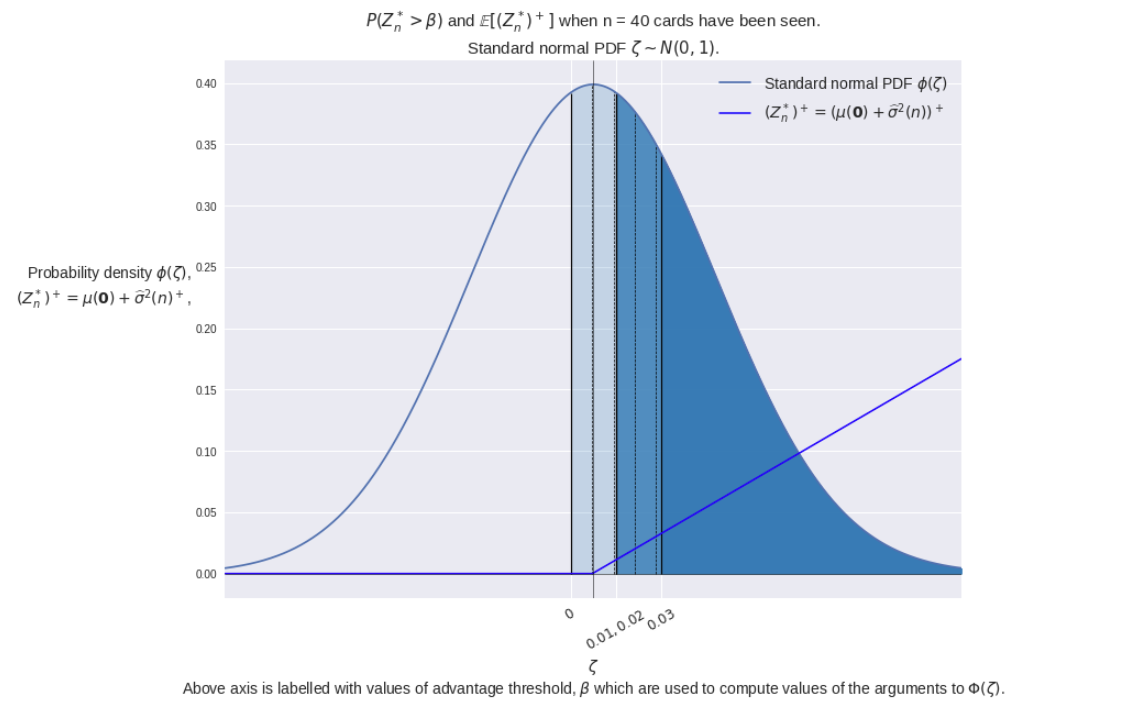 P(Z*ₙ > β) and 𝔼[(Z*ₙ)⁺] when n = 40 cards have been seen.
Standard normal PDF ζ ~ N(0, 1).
Standard normal PDF ϕ(ζ)
(Z*ₙ)⁺ = (μ(𝟎) + σ̂²(n))⁺
0.40
0.35
0.30
0.25
0.20
0.15
0.10
0.05
0.00
Probability density ϕ(ζ),
(Z*ₙ)⁺ = μ(𝟎) + σ̂²(n)⁺,
0
0.01, 0.02
0.03
ζ
Above axis is labelled with values of advantage threshold, β which are used to compute values of the arguments to Φ(ζ).